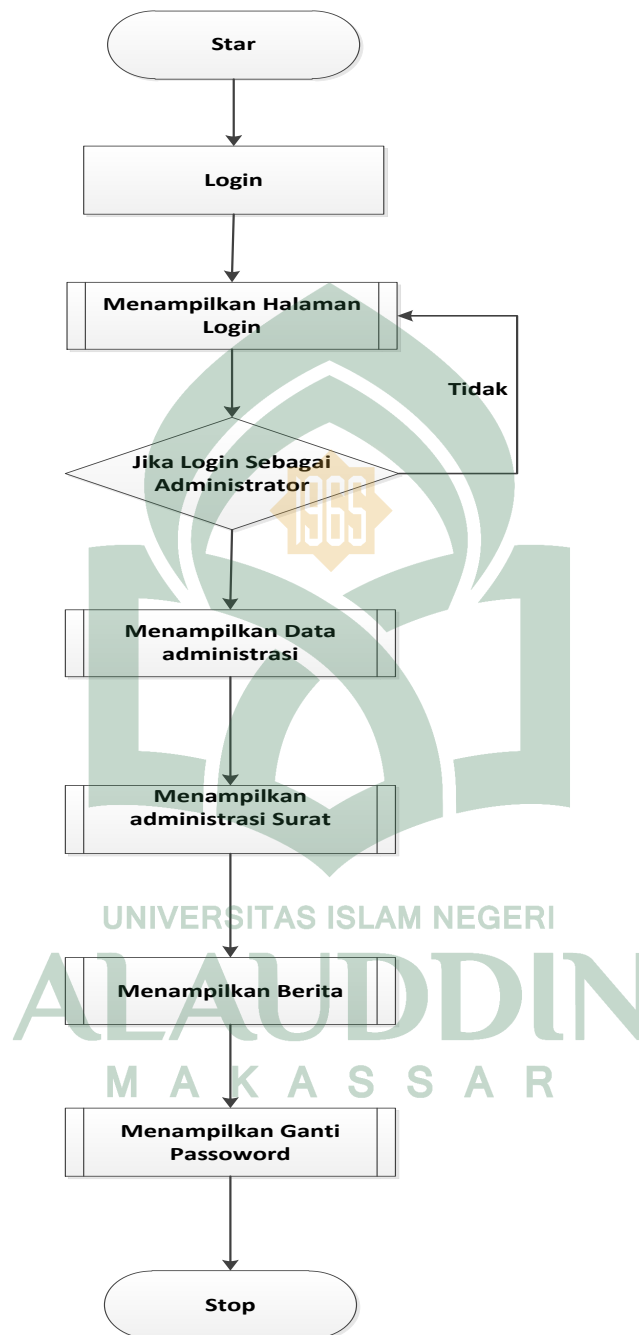 Star
Login
Menampilkan Halaman
Login
Tidak
Jika Login Sebagai
Administrator
1965
Menampilkan Data
administrasi
Menampilkan
administrasi Surat
UNIVERSITAS ISLAM NEGERI
Menampilkan Berita
ALAUDDIN
MAKASSAR
Menampilkan Ganti
Passoword
Stop